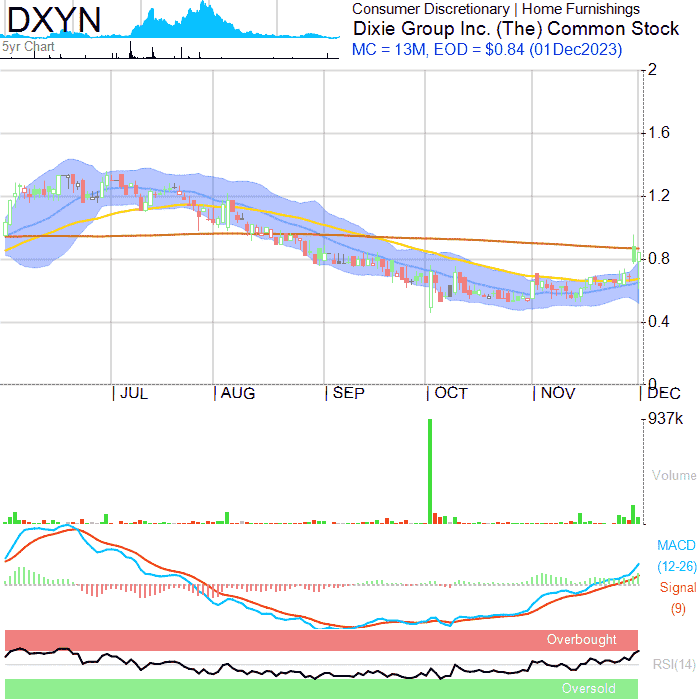 DXYN
Consumer Discretionary | Home Furnishings
Dixie Group Inc. (The) Common Stock
MC = 13M, EOD = $0.84 (01Dec2023)
5yr Chart
2
1.6
1.2
0.8
0.4
0
JUL
AUG
SEP
OCT
NOV
DEC
937k
Volume
MACD
(12-26)
Signal
(9)
Overbought
RSI(14)
Oversold